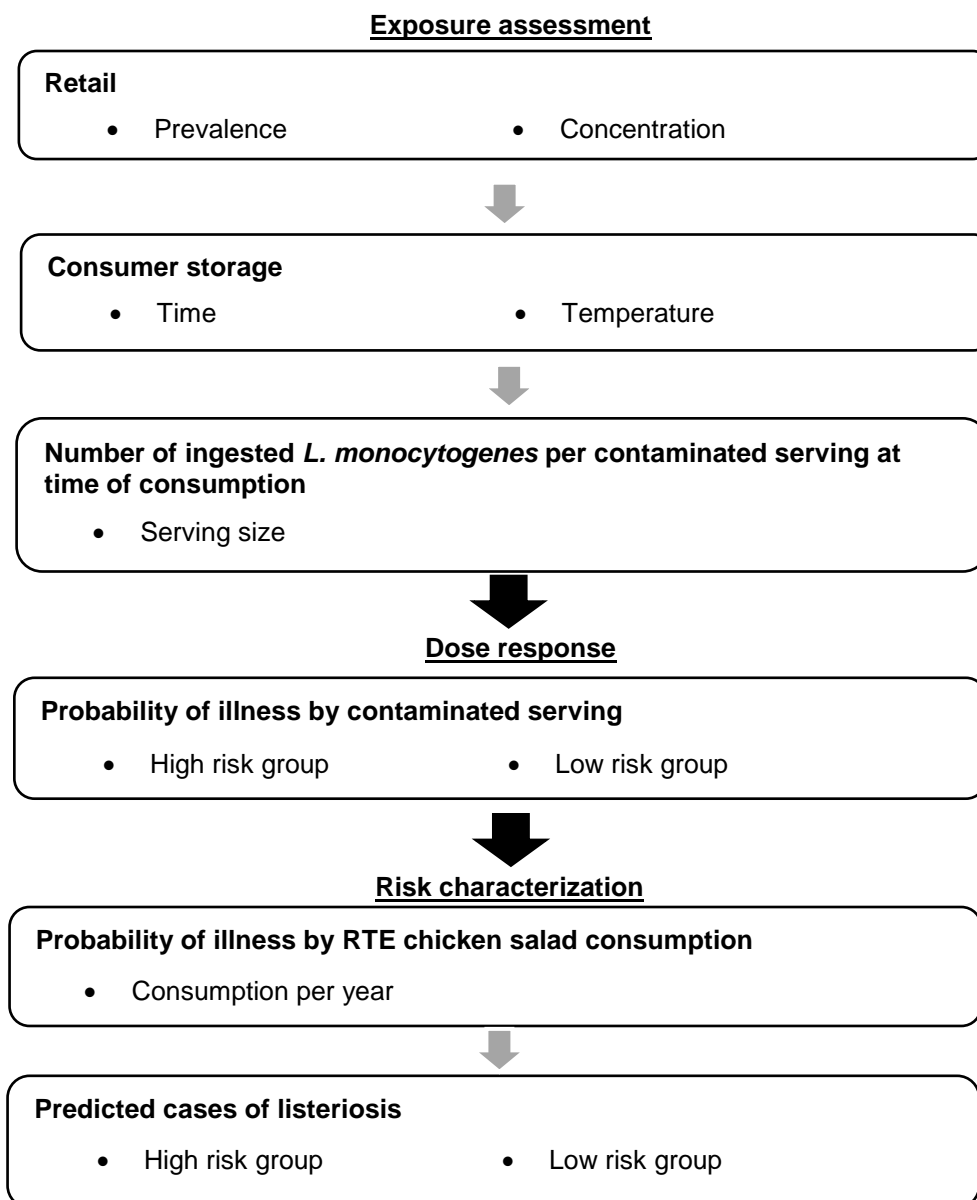 Exposure assessment
Retail
• Prevalence • Concentration
Consumer storage
• Time • Temperature
Number of ingested L. monocytogenes per contaminated serving at
time of consumption
• Serving size
Dose response
Probability of illness by contaminated serving
• High risk group • Low risk group
Risk characterization
Probability of illness by RTE chicken salad consumption
• Consumption per year
Predicted cases of listeriosis
• High risk group • Low risk group